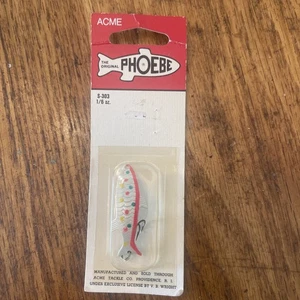 ACME
THE ORIGINAL
PHOEBE
S-303
1/8 oz.
MANUFACTURED AND SOLD THROUGH
ACME TACKLE CO. PROVIDENCE, R. I.
UNDER EXCLUSIVE LICENSE BY V. B. WRIGHT